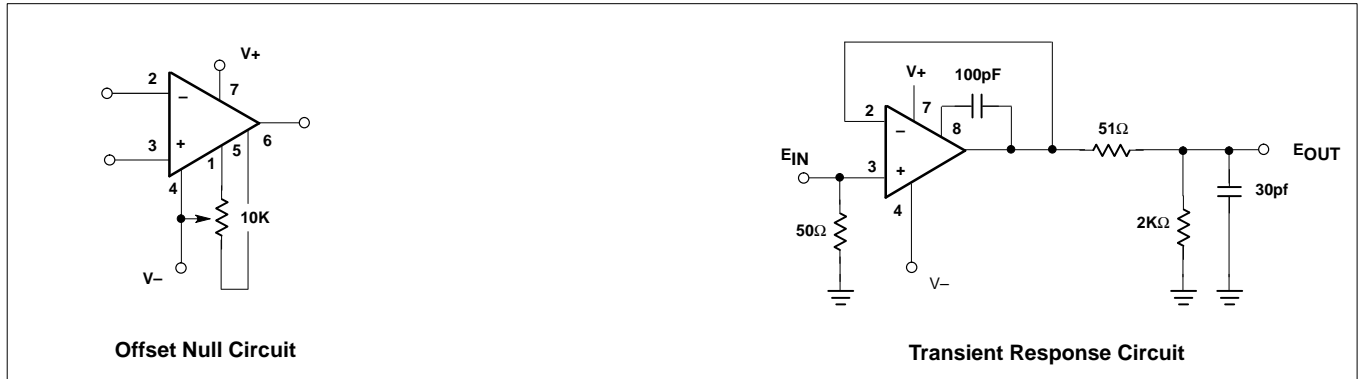 V+
2
7
–
3
+
5
6
1
4
10K
V–
Offset Null Circuit
100pF
V+
2
7
–
8
51Ω
EIN
3
+
EOUT
4
30pf
50Ω
2KΩ
V–
Transient Response Circuit